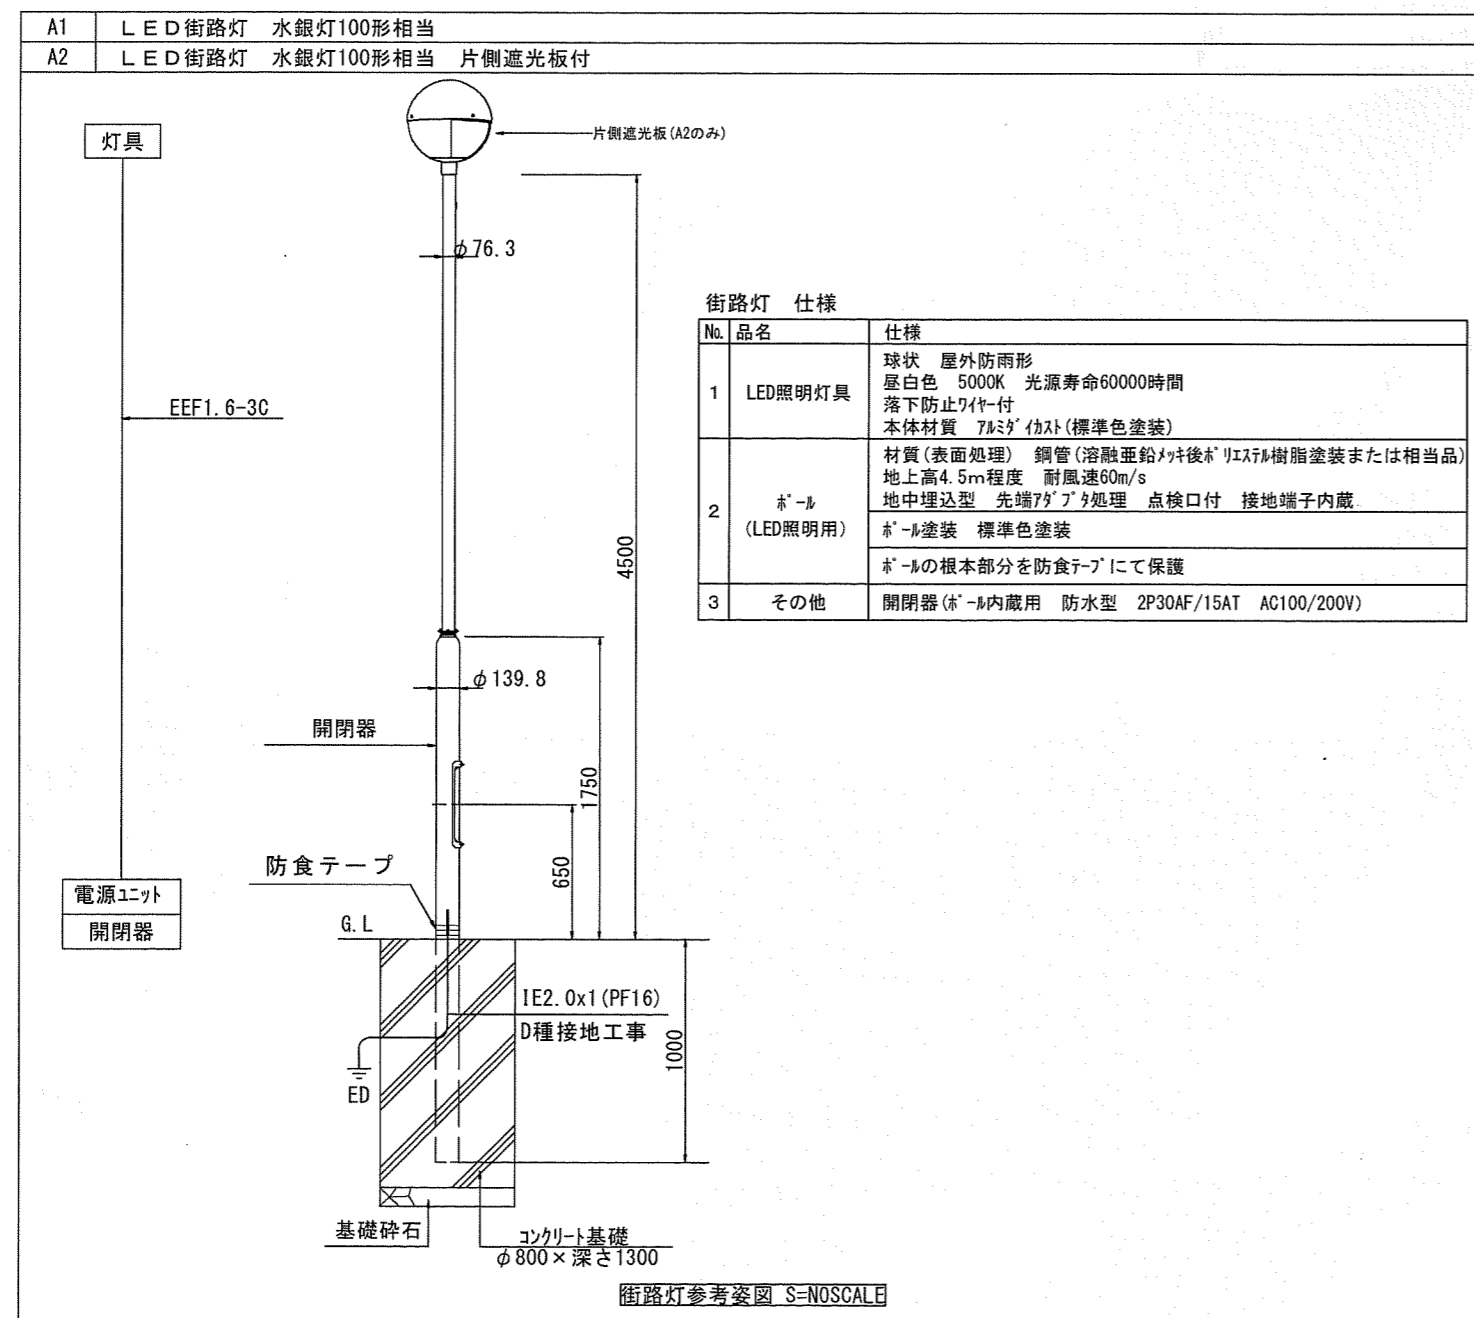 A1 LED街路灯 水銀灯100形相当
A2 LED街路灯 水銀灯100形相当 片側遮光板付
灯具
片側遮光板(A2のみ)
φ76.3
EEF1.6-3C
4500
街路灯 仕様
No. 品名 仕様
1 LED照明灯具
球状 屋外防雨形
昼白色 5000K 光源寿命60000時間
落下防止ワイヤー付
本体材質 アルミダイカスト(標準色塗装)
2 ポール
(LED照明用)
材質(表面処理) 鋼管(溶融亜鉛メッキ後ポリエステル樹脂塗装または相当品)
地上高4.5m程度 耐風速60m/s
地中埋込型 先端アダプタ処理 点検口付 接地端子内蔵
ポール塗装 標準色塗装
ポールの根本部分を防食テープにて保護
3 その他 開閉器(ポール内蔵用 防水型 2P30AF/15AT AC100/200V)
φ139.8
開閉器
1750
650
防食テープ
電源ユニット
開閉器
G.L
IE2.0x1(PF16)
D種接地工事
1000
ED
基礎砕石
コンクリート基礎
φ800×深さ1300
街路灯参考姿図 S=NOSCALE